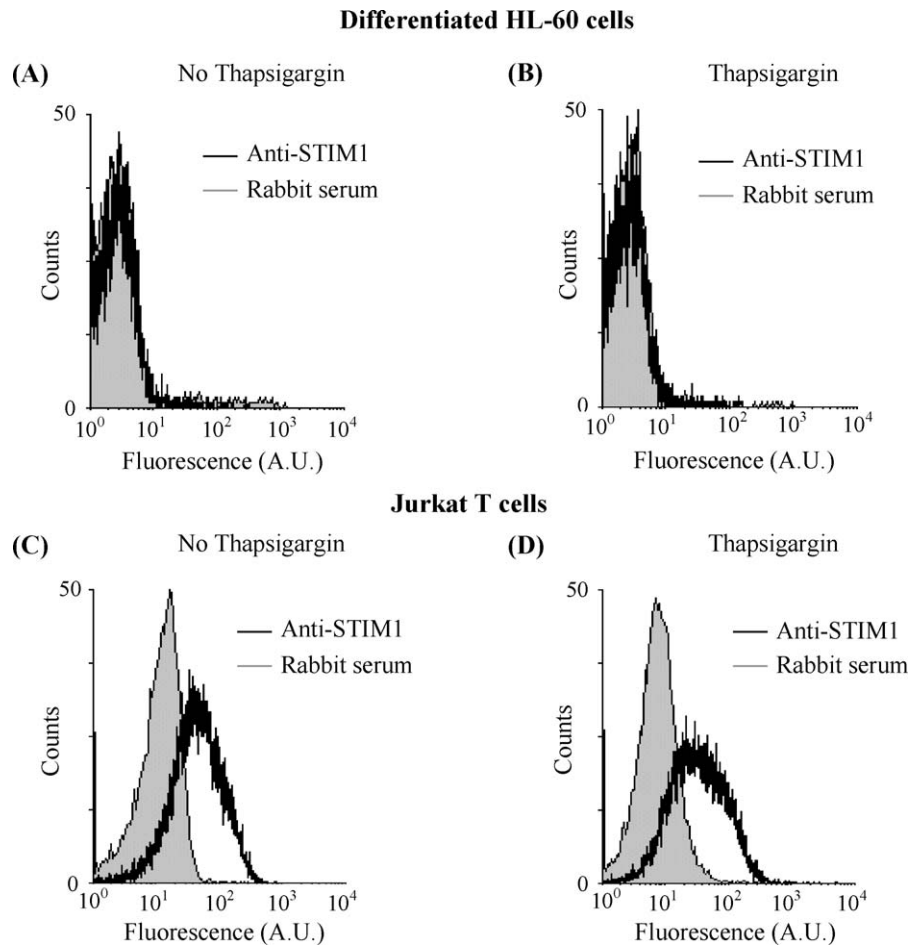 Differentiated HL-60 cells
(A) No Thapsigargin
50
Anti-STIM1
Rabbit serum
Counts
0
10⁰ 10¹ 10² 10³ 10⁴
Fluorescence (A.U.)
(B) Thapsigargin
50
Anti-STIM1
Rabbit serum
Counts
0
10⁰ 10¹ 10² 10³ 10⁴
Fluorescence (A.U.)
Jurkat T cells
(C) No Thapsigargin
50
Anti-STIM1
Rabbit serum
Counts
0
10⁰ 10¹ 10² 10³ 10⁴
Fluorescence (A.U.)
(D) Thapsigargin
50
Anti-STIM1
Rabbit serum
Counts
0
10⁰ 10¹ 10² 10³ 10⁴
Fluorescence (A.U.)